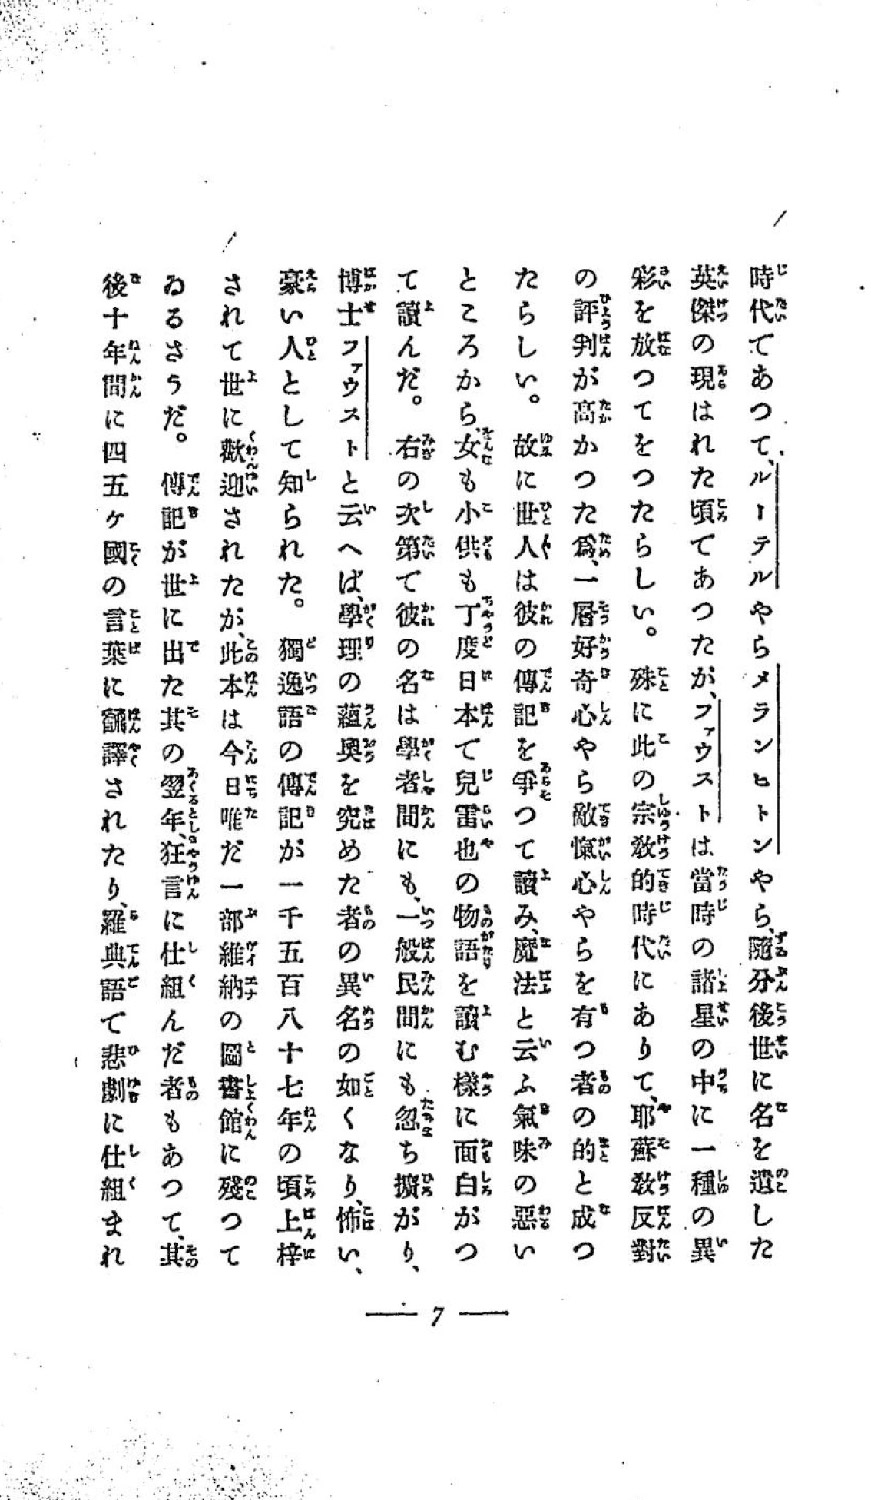 時代であつて、ルーテルやらメランヒトンやら、隨分後世に名を遺した
英傑の現はれた頃であつたが、ファウストは當時の諸星の中に一種の異
彩を放つてをつたらしい。殊に此の宗敎的時代にありて、耶蘇敎反對
の評判が高かつた爲、一層好奇心やら敵愾心やらを有つ者の的と成つ
たらしい。故に世人は彼の傳記を爭つて讀み、魔法と云ふ氣味の惡い
ところから、女も小供も丁度日本で兒雷也の物語を讀む樣に面白がつ
て讀んだ。右の次第で彼の名は學者間にも、一般民間にも忽ち擴がり、
博士ファウストと云へば、學理の蘊奧を究めた者の異名の如くなり、怖い、
豪い人として知られた。獨逸語の傳記が一千五百八十七年の頃上梓
されて世に歡迎されたが、此本は今日唯だ一部維納の圖書館に殘つて
ゐるさうだ。傳記が世に出た其の翌年、狂言に仕組んだ者もあつて、其
後十年間に四五ヶ國の言葉に飜譯されたり、羅典語で悲劇に仕組まれ
7